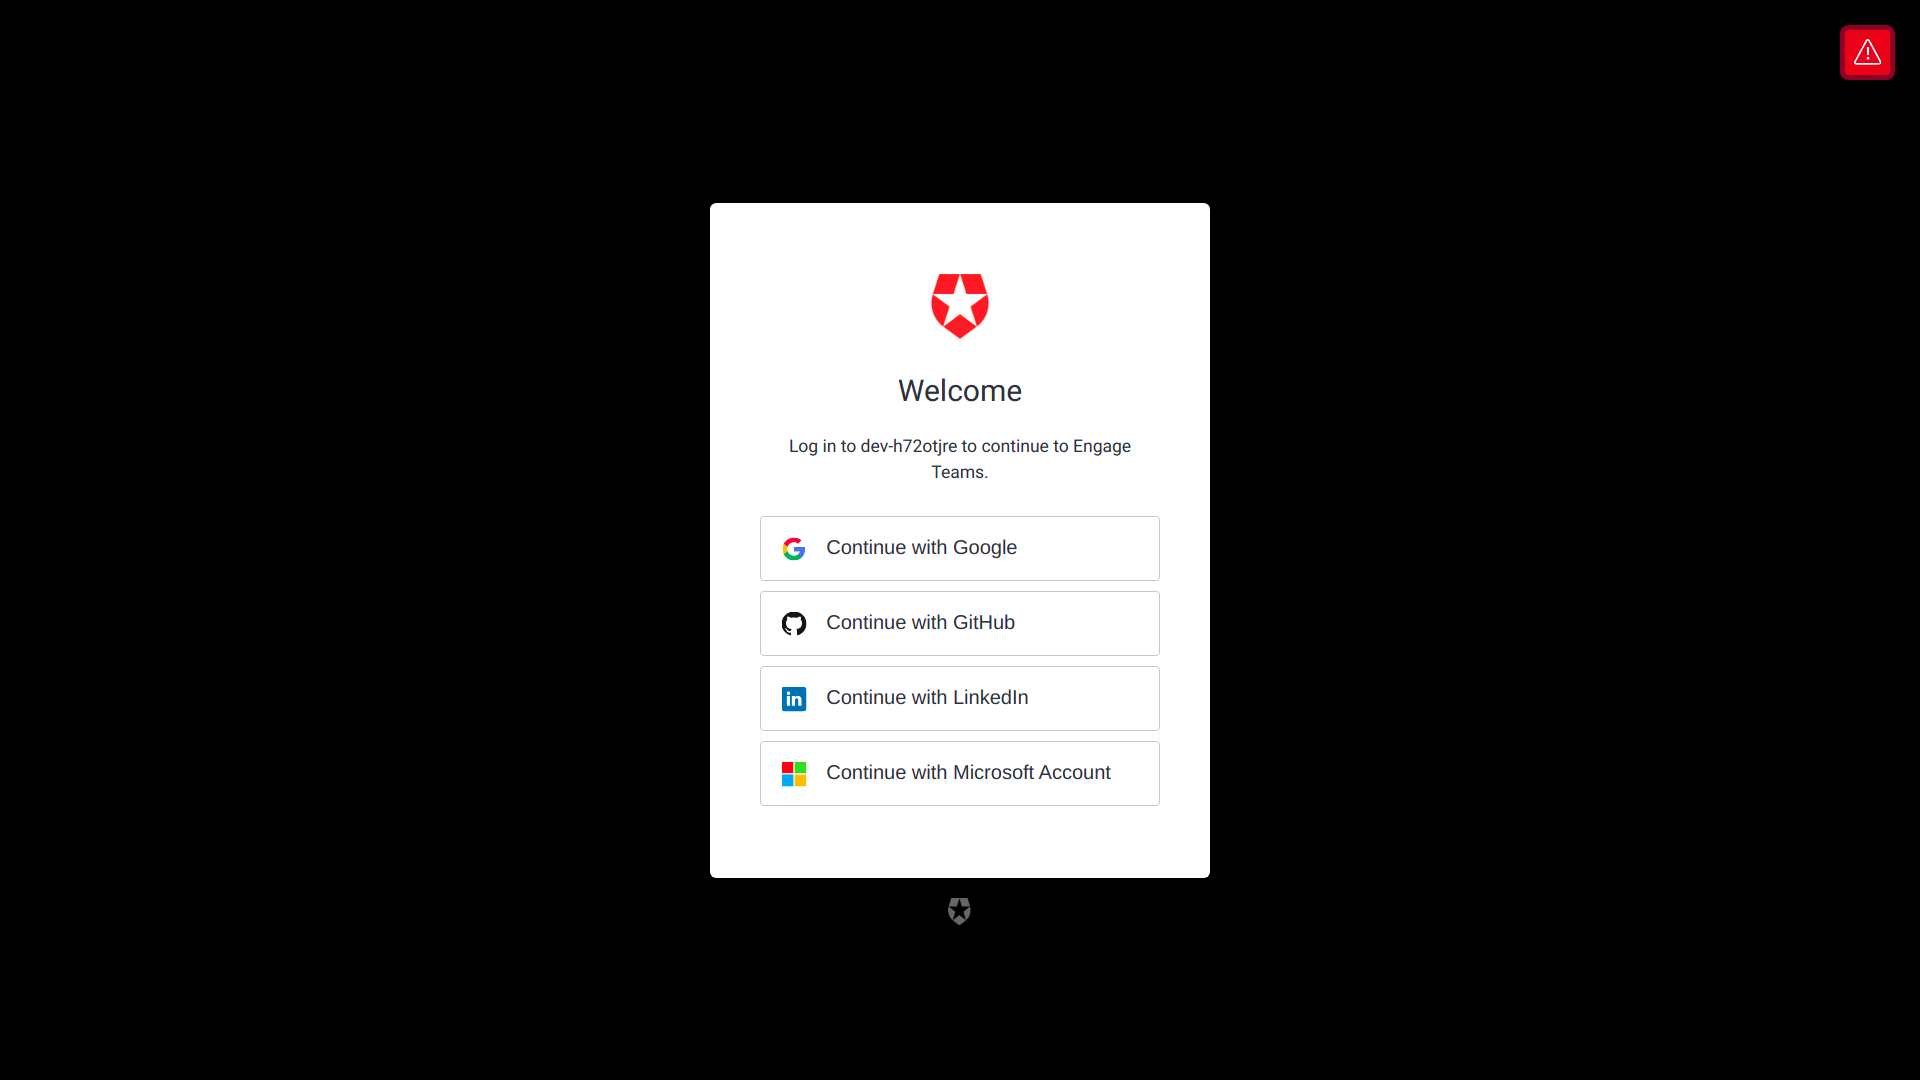 Welcome
Log in to dev-h72otjre to continue to Engage
Teams.
Continue with Google
Continue with GitHub
Continue with LinkedIn
Continue with Microsoft Account